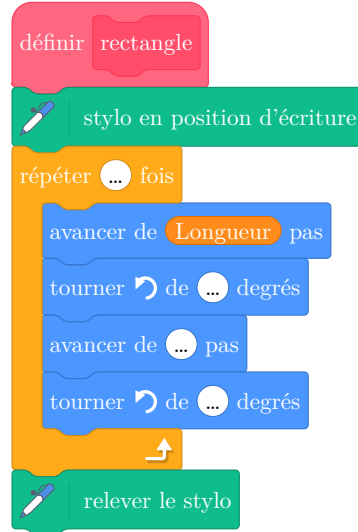 définir rectangle
stylo en position d'écriture
répéter ... fois
avancer de Longueur pas
tourner de ... degrés
avancer de ... pas
tourner de ... degrés
relever le stylo